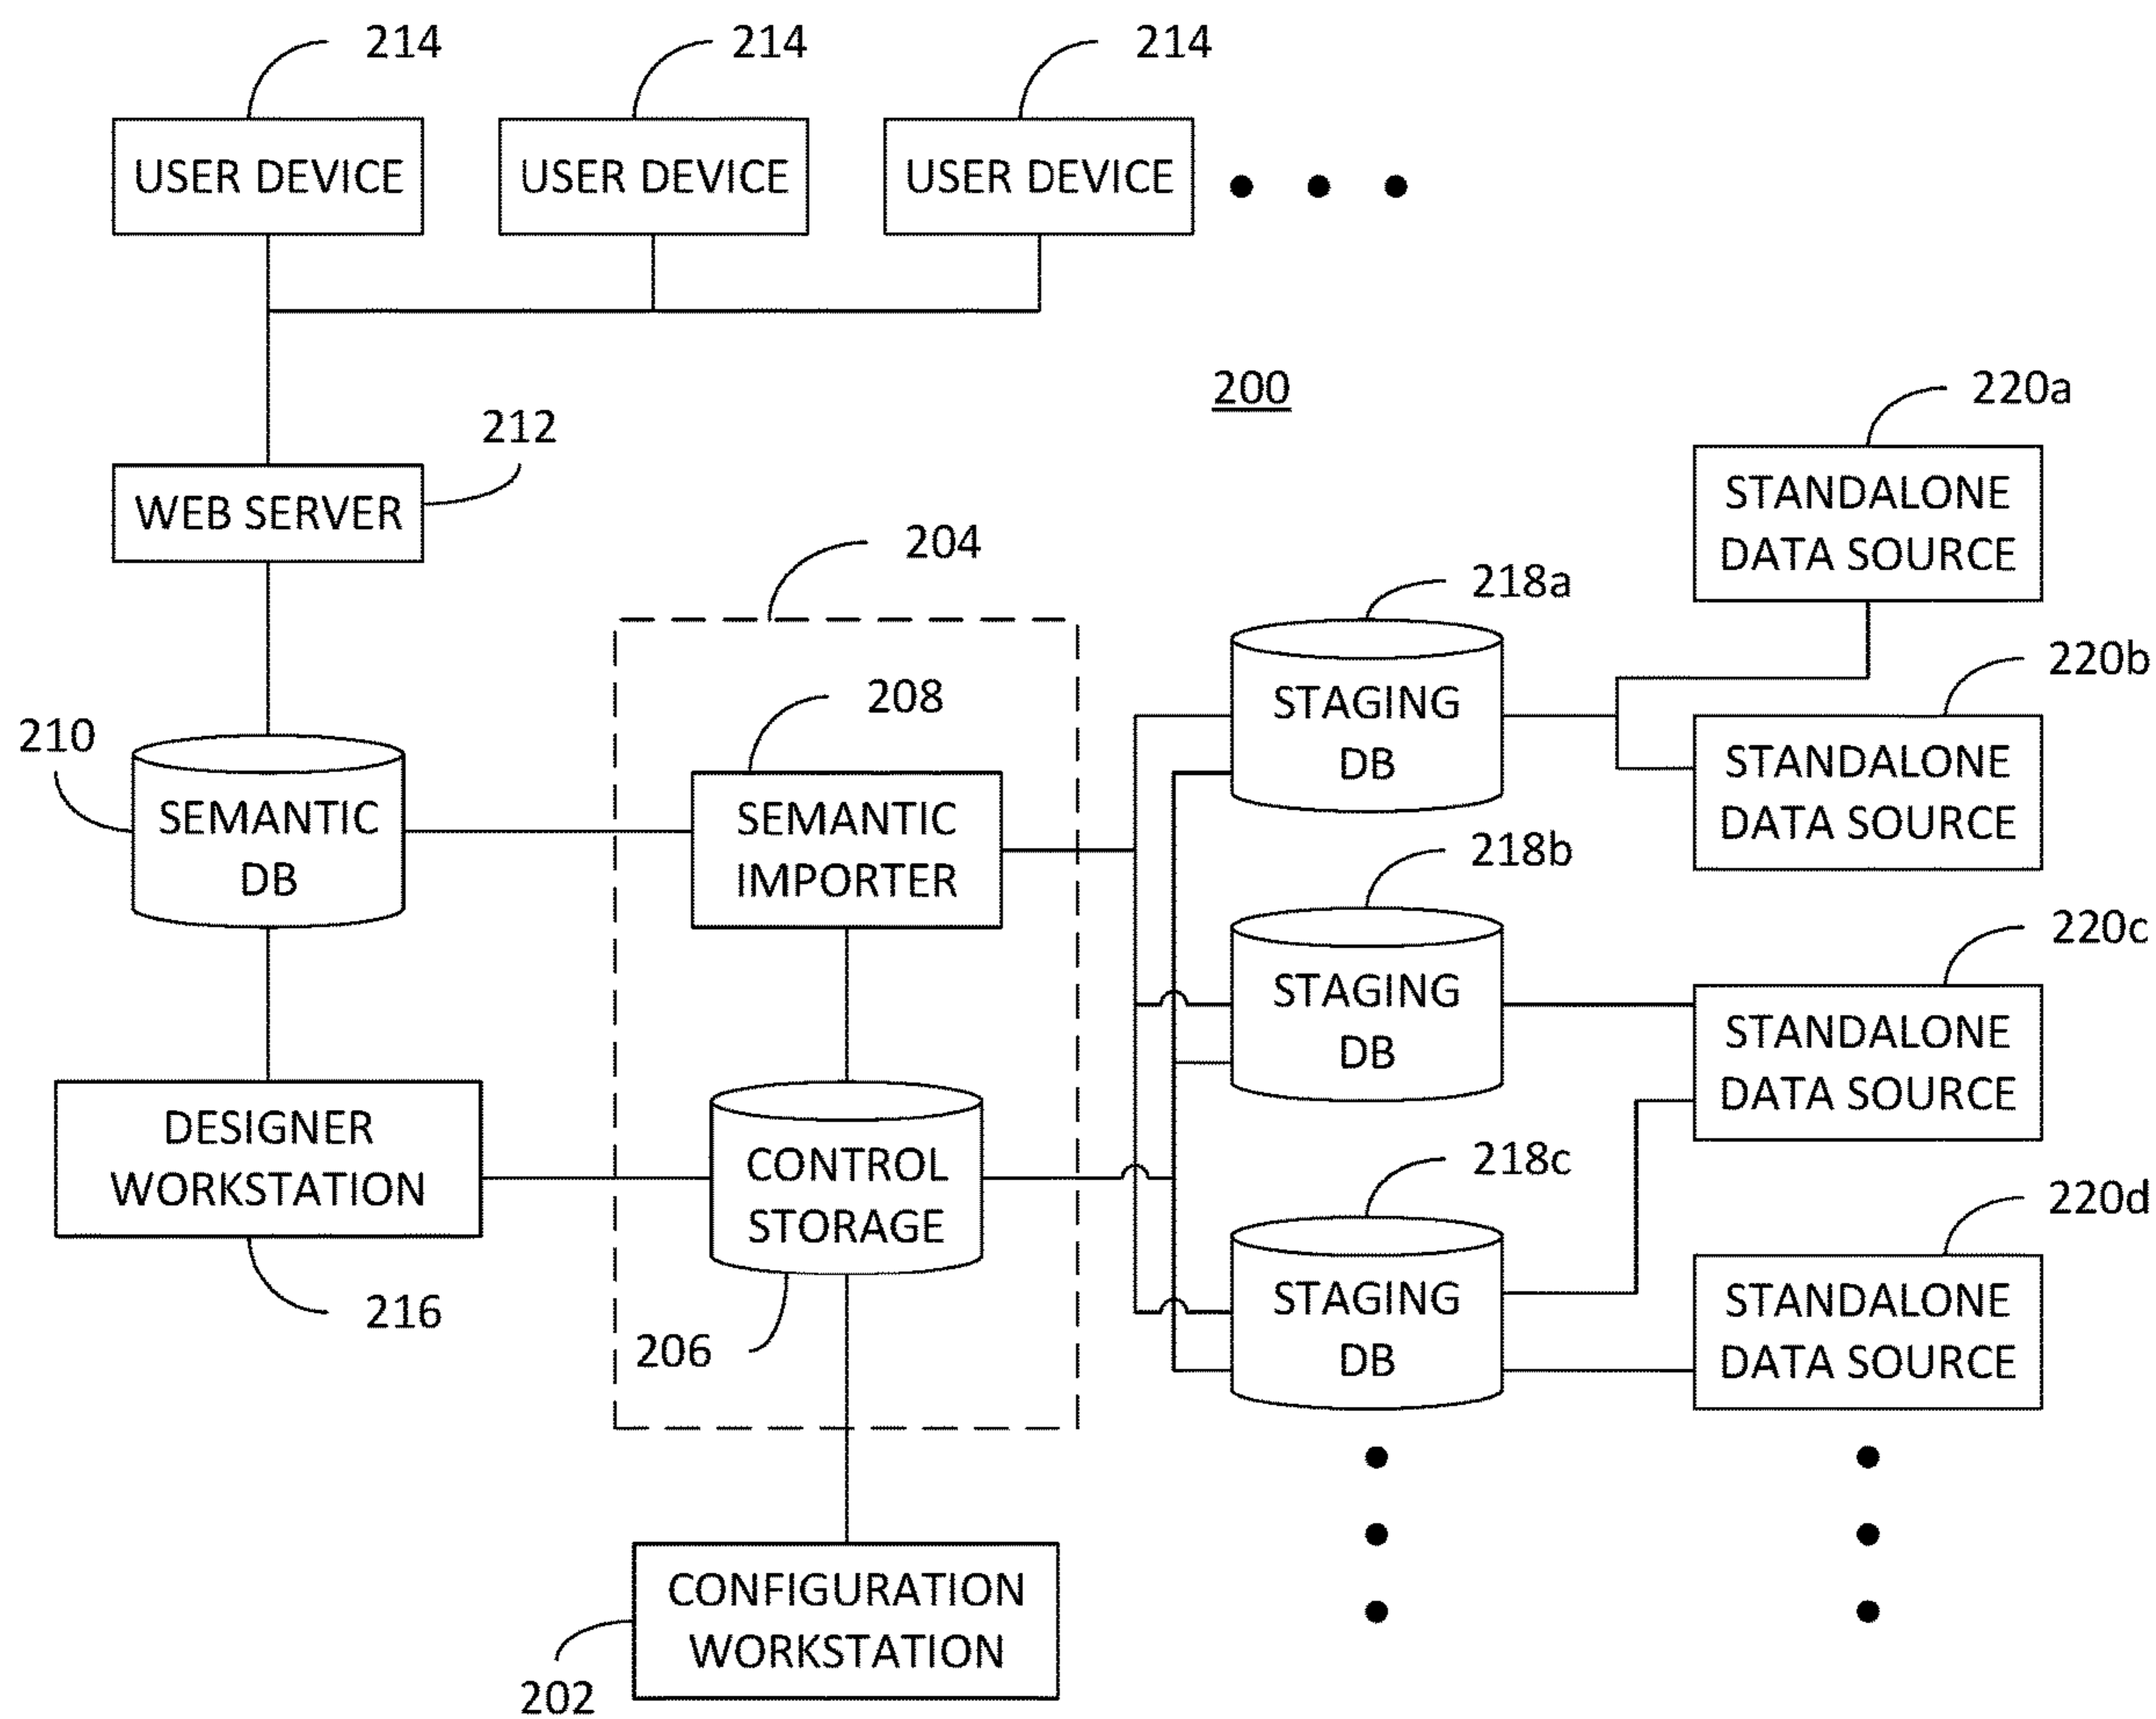 214
214
214
USER DEVICE
USER DEVICE
USER DEVICE
200
220a
212
STANDALONE
DATA SOURCE
WEB SERVER
204
218a
220b
208
STAGING
DB
210
STANDALONE
DATA SOURCE
SEMANTIC
DB
SEMANTIC
IMPORTER
218b
220c
STAGING
DB
STANDALONE
DATA SOURCE
DESIGNER
WORKSTATION
CONTROL
STORAGE
218c
220d
216
206
STAGING
DB
STANDALONE
DATA SOURCE
CONFIGURATION
WORKSTATION
202